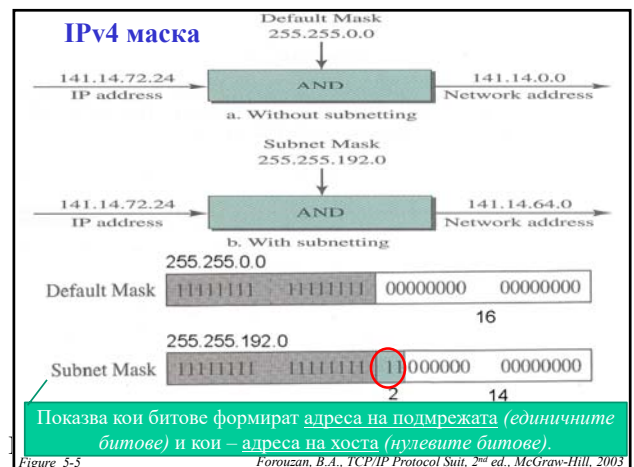 IPv4 маска
Default Mask
255.255.0.0
141.14.72.24
IP address
AND
141.14.0.0
Network address
a. Without subnetting
Subnet Mask
255.255.192.0
141.14.72.24
IP address
AND
141.14.64.0
Network address
b. With subnetting
255.255.0.0
Default Mask 11111111 11111111 00000000 00000000
16
255.255.192.0
Subnet Mask 11111111 11111111 11000000 00000000
2 14
Показва кои битове формират адреса на подмрежата (единичните
битове) и кои – адреса на хоста (нулевите битове).
Figure 5-5 Forouzan, B.A., TCP/IP Protocol Suit, 2nd ed., McGraw-Hill, 2003